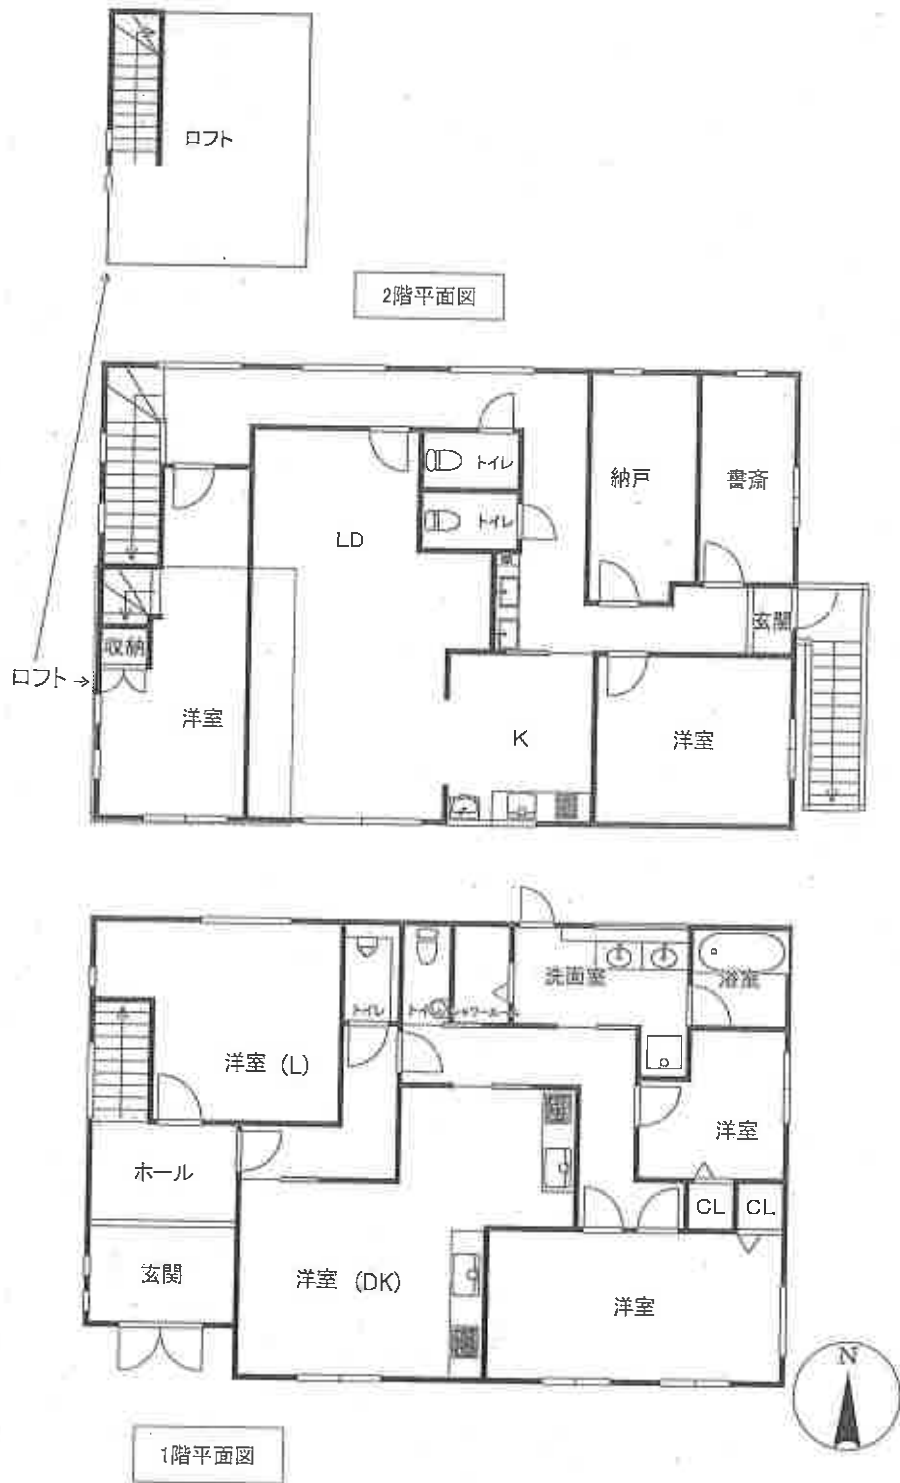 ロフト
2階平面図
トイレ
納戸
書斎
LD
トイレ
玄関
収納
ロフト→
洋室
K
洋室
洗面室
浴室
トイレ
トイレ
シャワールーム
洋室 (L)
洋室
ホール
CL
CL
玄関
洋室 (DK)
洋室
N
1階平面図